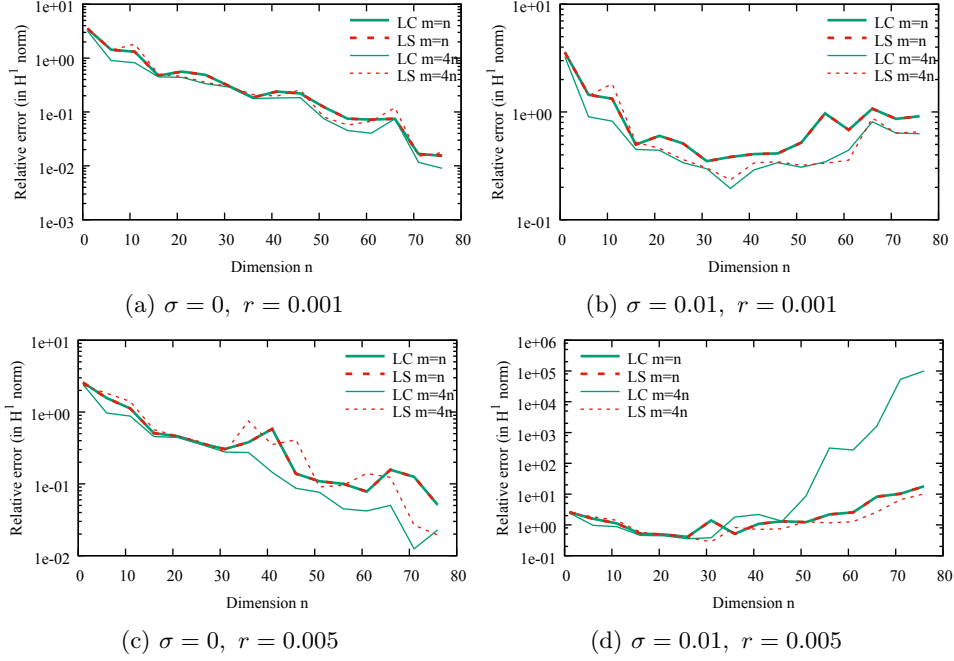 1e+01
1e+00
1e-01
1e-02
1e-03
0 10 20 30 40 50 60 70 80
Relative error (in H¹ norm)
Dimension n
LC m=n
LS m=n
LC m=4n
LS m=4n
(a) σ = 0, r = 0.001
1e+01
1e+00
1e-01
0 10 20 30 40 50 60 70 80
Relative error (in H¹ norm)
Dimension n
LC m=n
LS m=n
LC m=4n
LS m=4n
(b) σ = 0.01, r = 0.001
1e+01
1e+00
1e-01
1e-02
0 10 20 30 40 50 60 70 80
Relative error (in H¹ norm)
Dimension n
LC m=n
LS m=n
LC m=4n
LS m=4n
(c) σ = 0, r = 0.005
1e+06
1e+05
1e+04
1e+03
1e+02
1e+01
1e+00
1e-01
0 10 20 30 40 50 60 70 80
Relative error (in H¹ norm)
Dimension n
LC m=n
LS m=n
LC m=4n
LS m=4n
(d) σ = 0.01, r = 0.005